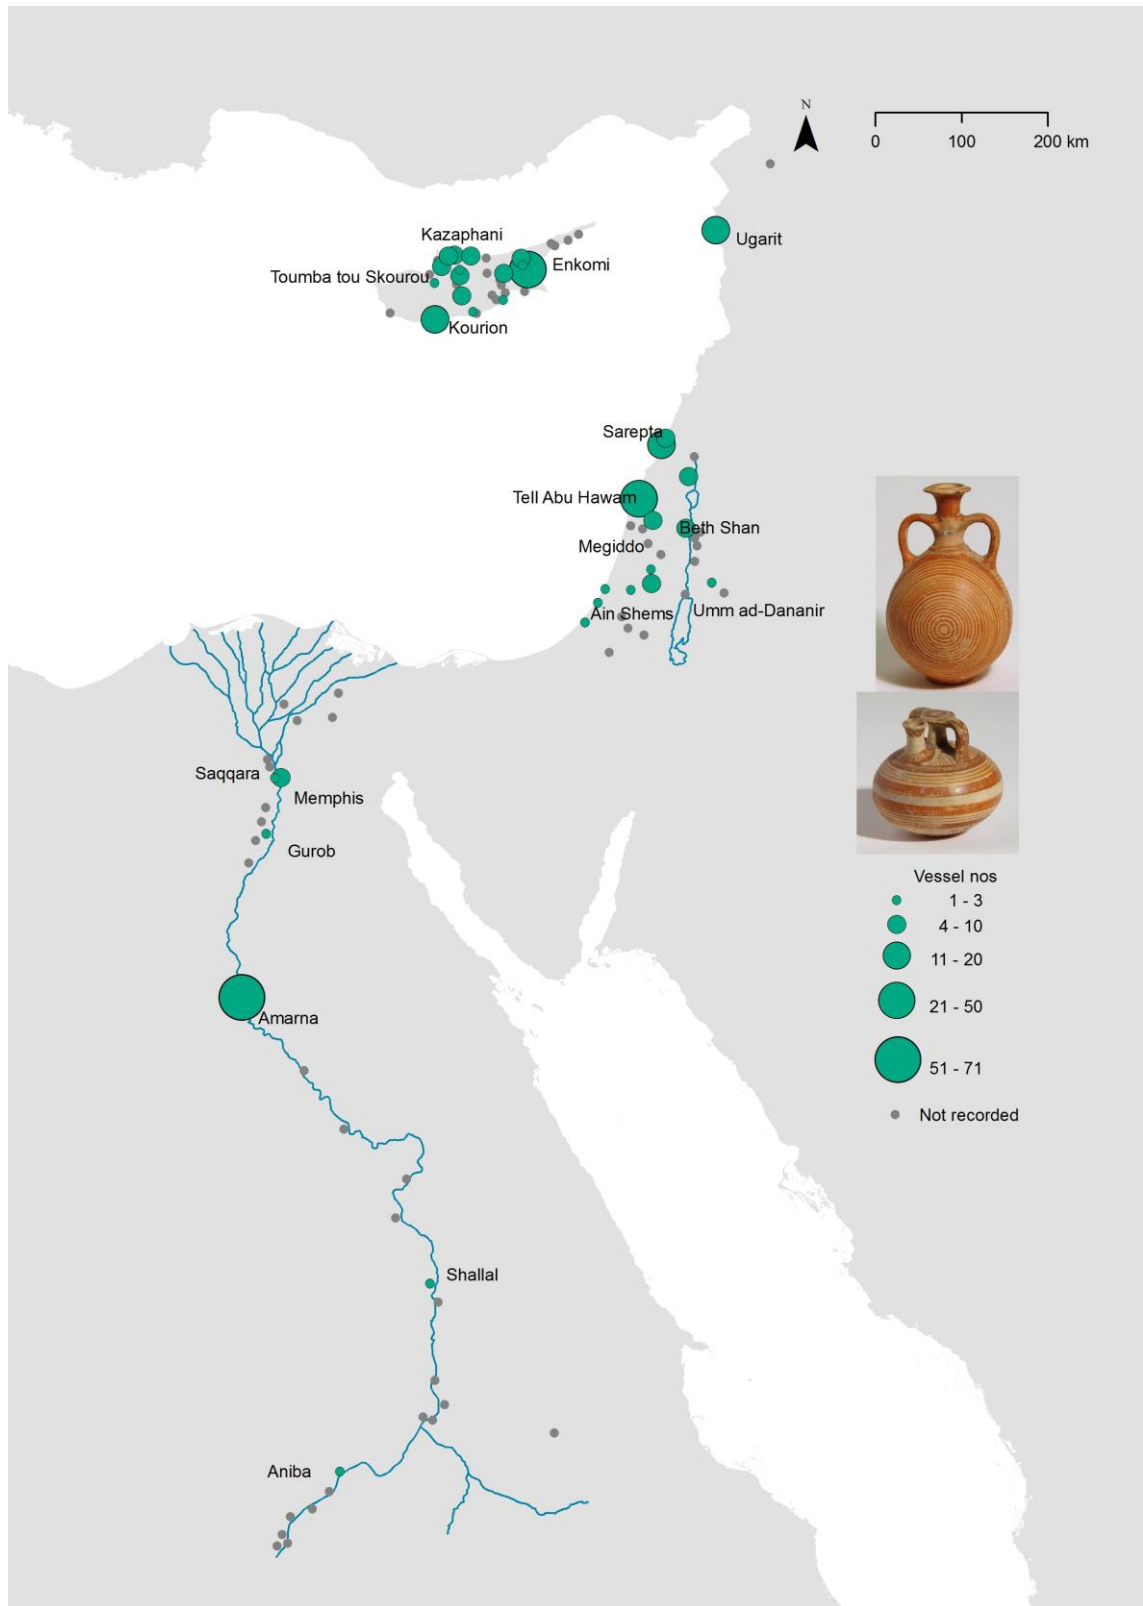 N
0 100 200 km
Ugarit
Kazaphani
Enkomi
Toumba tou Skourou
Kourion
Sarepta
Tell Abu Hawam
Beth Shan
Megiddo
Ain Shems
Umm ad-Dananir
Saqqara
Memphis
Gurob
Amarna
Shallal
Aniba
Vessel nos
1 - 3
4 - 10
11 - 20
21 - 50
51 - 71
Not recorded